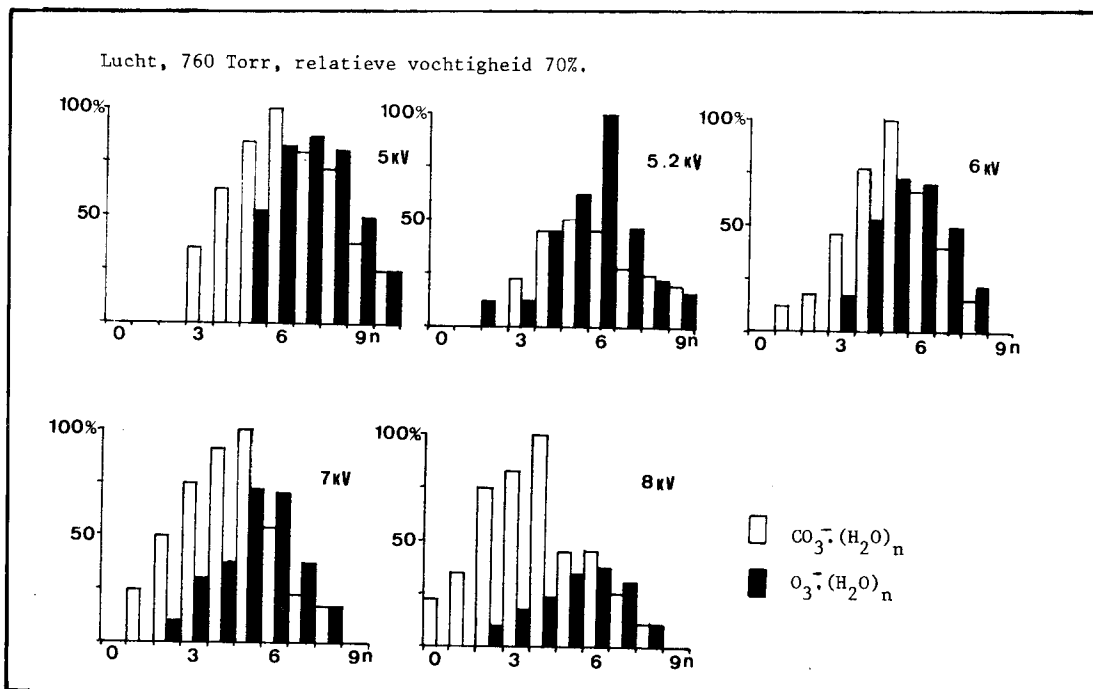 Lucht, 760 Torr, relatieve vochtigheid 70%.
100%
50
0 3 6 9n
5kV
50
0 3 6 9n
5.2kV
100%
50
0 3 6 9n
6kV
100%
50
0 3 6 9n
7kV
100%
50
0 3 6 9n
8kV
100%
CO₃⁻.(H₂O)ₙ
O₃⁻.(H₂O)ₙ